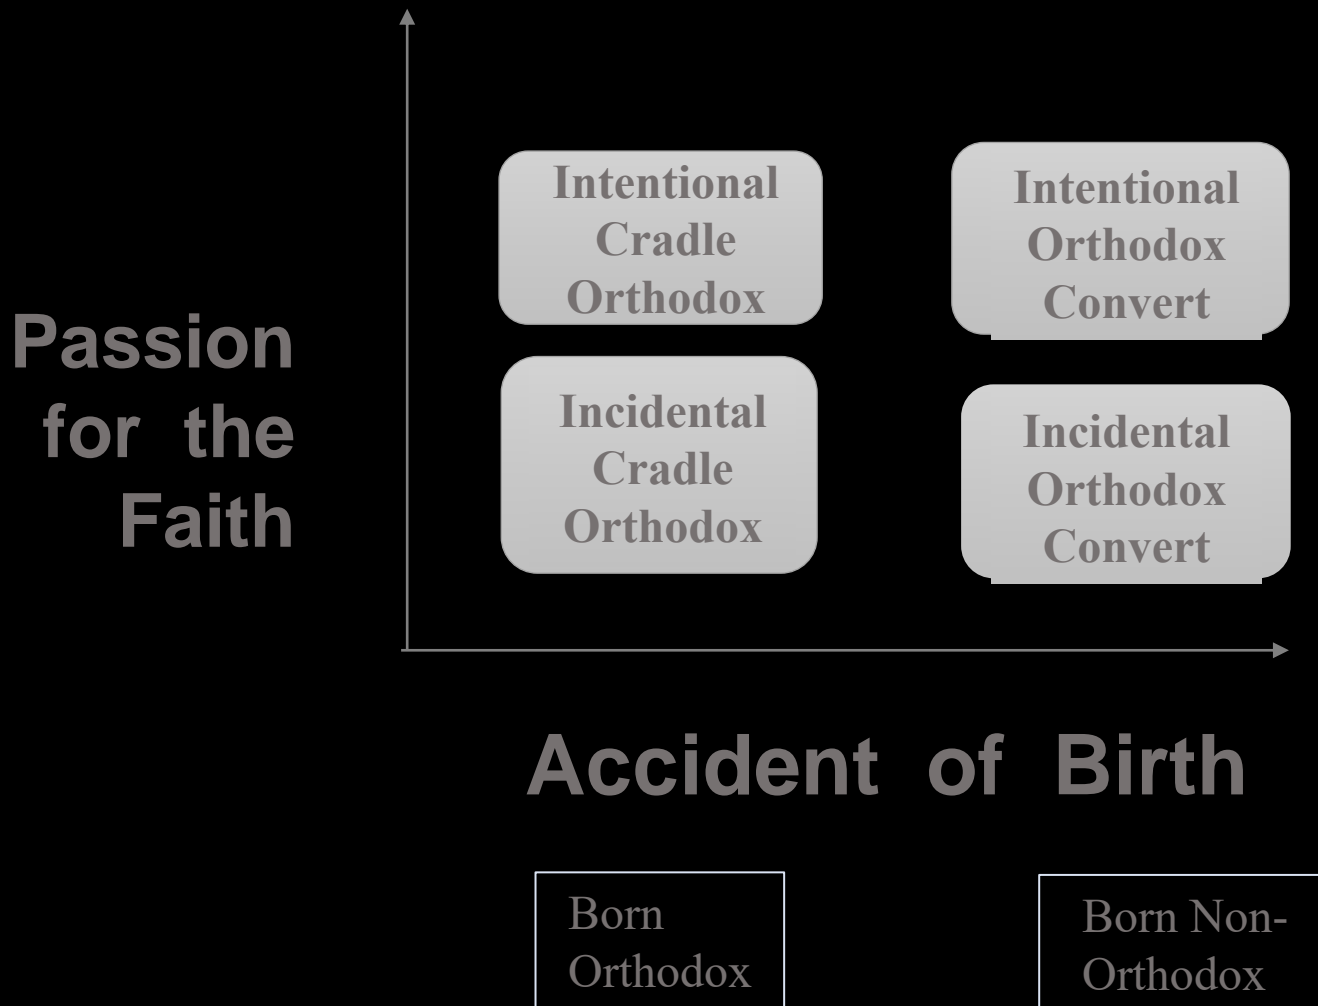 Intentional
Cradle
Orthodox
Intentional
Orthodox
Convert
Passion
for the
Faith
Incidental
Cradle
Orthodox
Incidental
Orthodox
Convert
Accident of Birth
Born
Orthodox
Born Non-
Orthodox